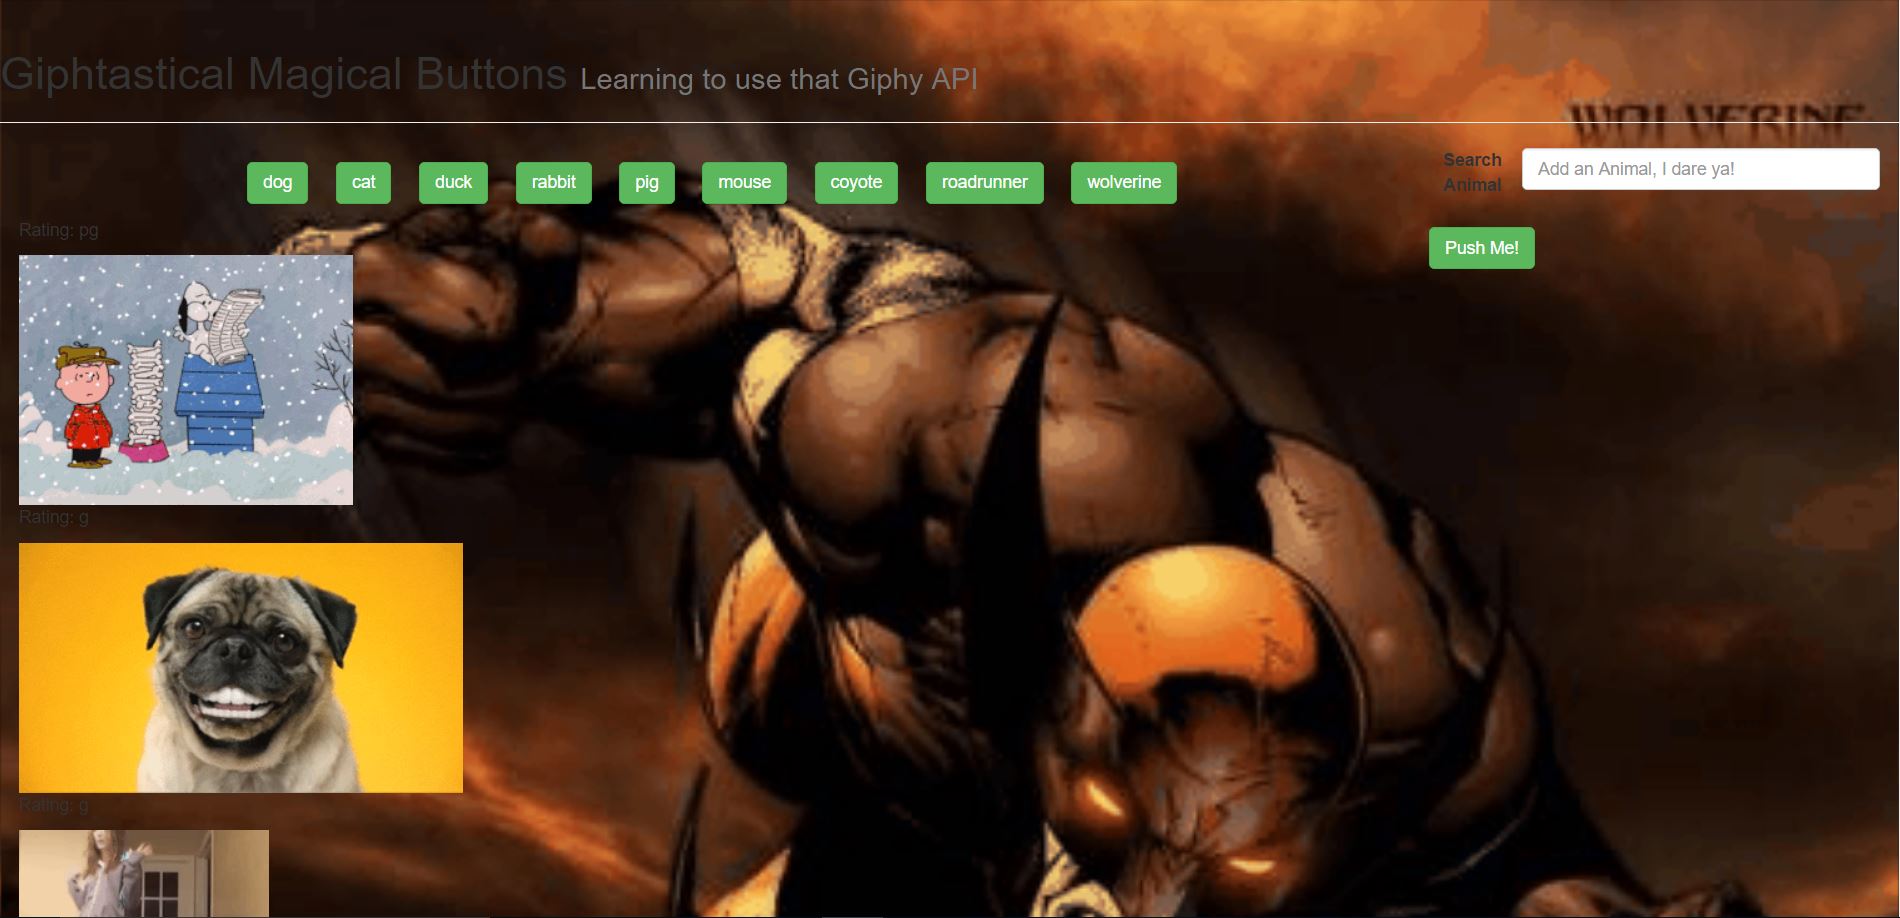 Giphtastical Magical Buttons Learning to use that Giphy API
WOLVERINE
dog cat duck rabbit pig mouse coyote roadrunner wolverine
Search Animal
Add an Animal, I dare ya!
Push Me!
Rating: pg
Rating: g
Rating: g